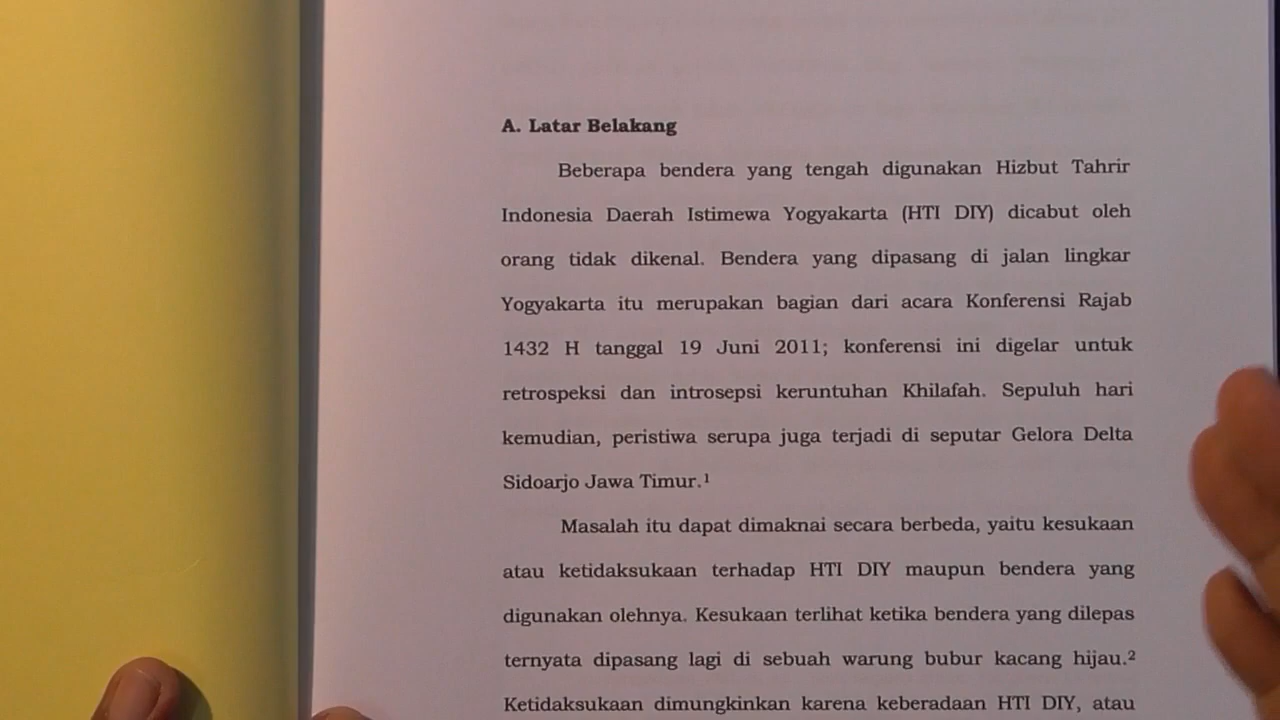 A. Latar Belakang
Beberapa bendera yang tengah digunakan Hizbut Tahrir
Indonesia Daerah Istimewa Yogyakarta (HTI DIY) dicabut oleh
orang tidak dikenal. Bendera yang dipasang di jalan lingkar
Yogyakarta itu merupakan bagian dari acara Konferensi Rajab
1432 H tanggal 19 Juni 2011; konferensi ini digelar untuk
retrospeksi dan introsepsi keruntuhan Khilafah. Sepuluh hari
kemudian, peristiwa serupa juga terjadi di seputar Gelora Delta
Sidoarjo Jawa Timur.¹
Masalah itu dapat dimaknai secara berbeda, yaitu kesukaan
atau ketidaksukaan terhadap HTI DIY maupun bendera yang
digunakan olehnya. Kesukaan terlihat ketika bendera yang dilepas
ternyata dipasang lagi di sebuah warung bubur kacang hijau.²
Ketidaksukaan dimungkinkan karena keberadaan HTI DIY, atau